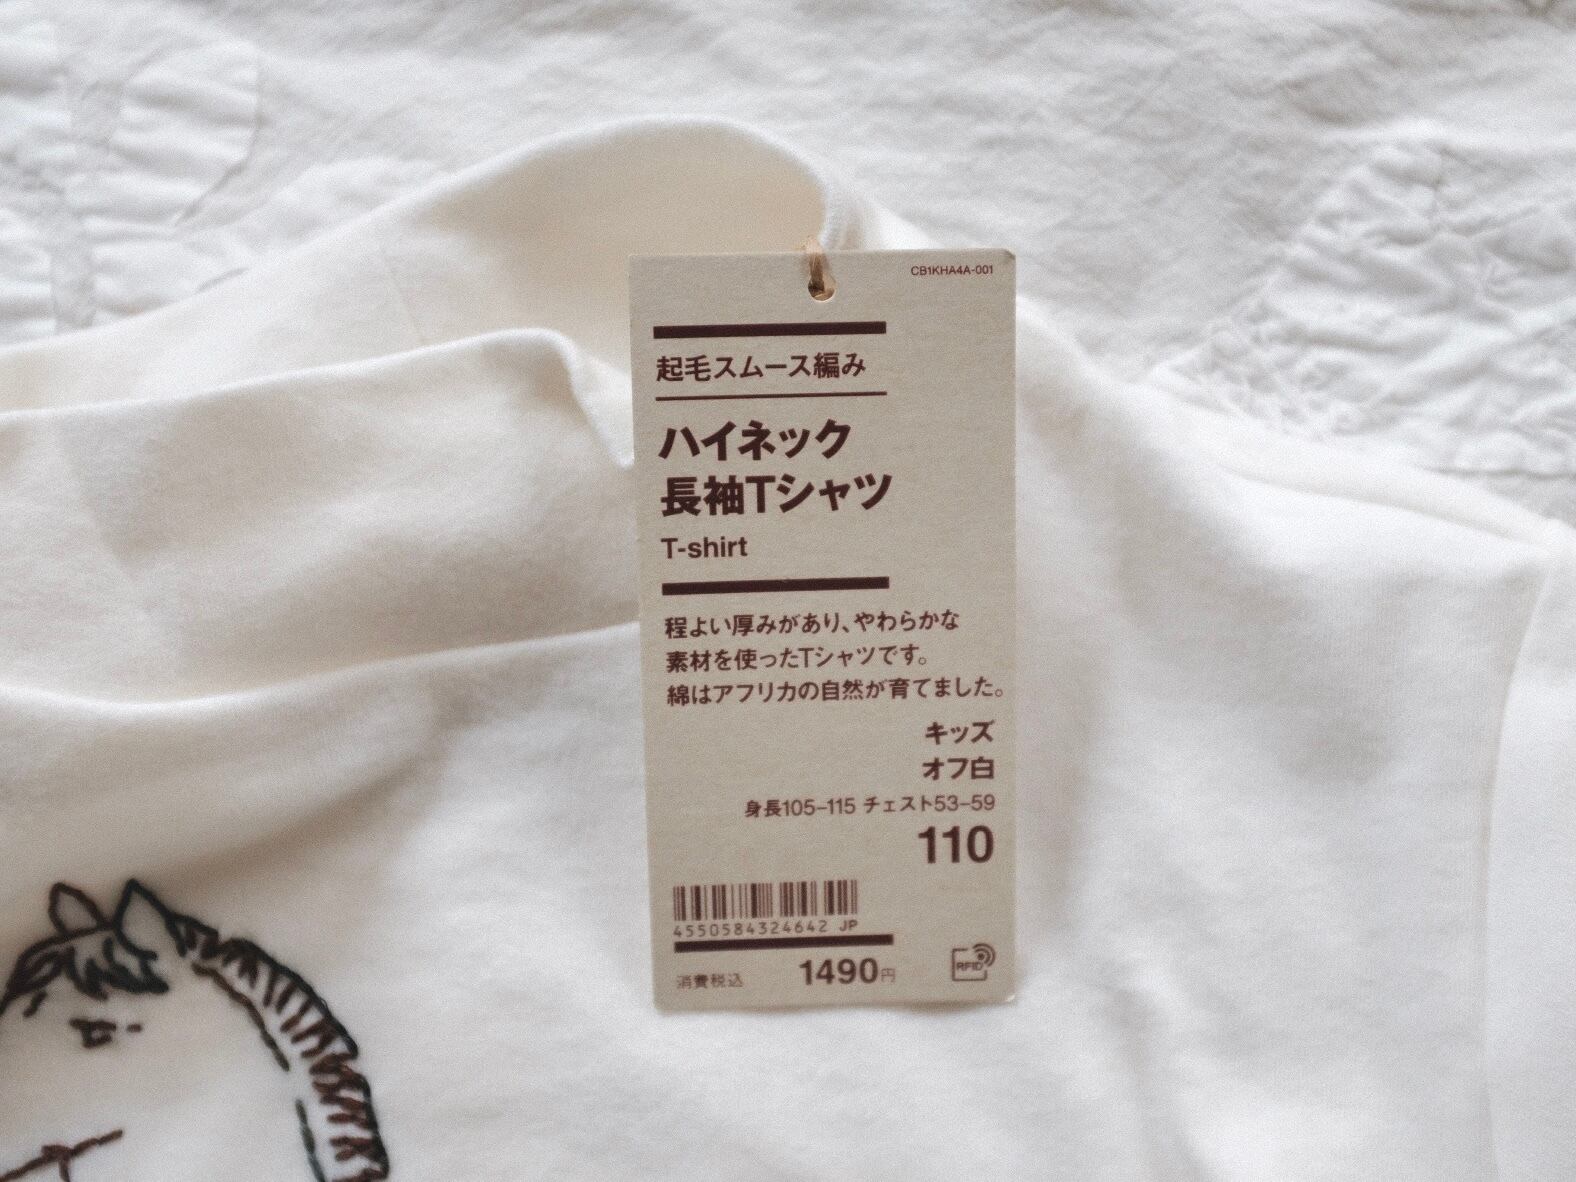 CB1KHA4A-001
起毛スムース編み
ハイネック
長袖Tシャツ
T-shirt
程よい厚みがあり、やわらかな
素材を使ったTシャツです。
綿はアフリカの自然が育てました。
キッズ
オフ白
身長105-115 チェスト53-59
110
4550584324642 JP
消費税込 1490円
RFID